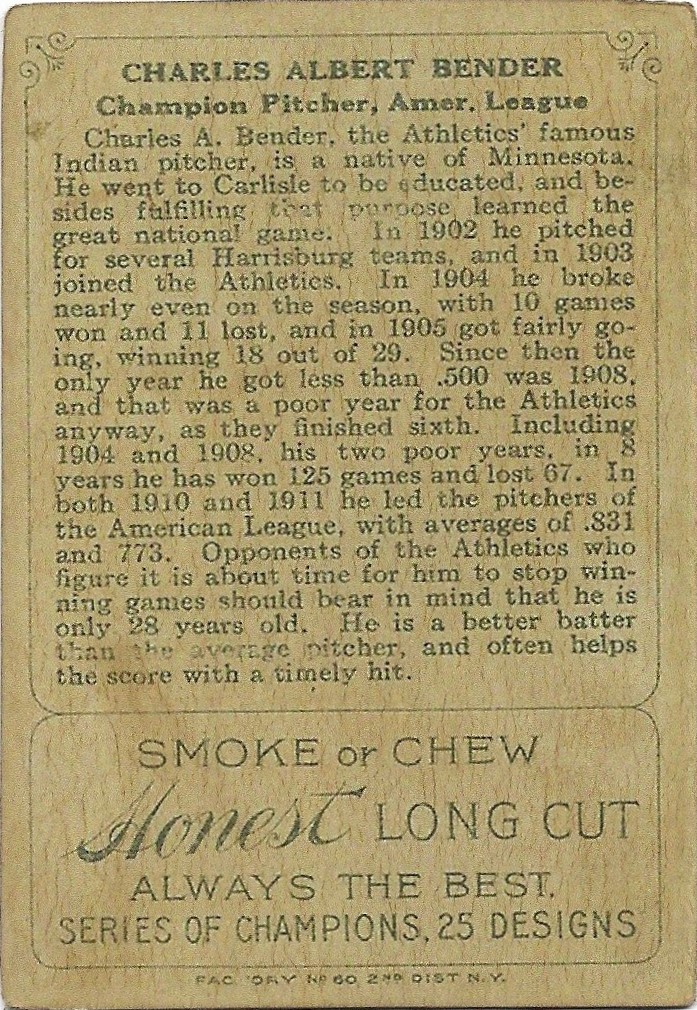 CHARLES ALBERT BENDER
Champion Pitcher, Amer. League
Charles A. Bender, the Athletics' famous
Indian pitcher, is a native of Minnesota.
He went to Carlisle to be educated, and be-
sides fulfilling that purpose learned the
great national game. In 1902 he pitched
for several Harrisburg teams, and in 1903
joined the Athletics. In 1904 he broke
nearly even on the season, with 10 games
won and 11 lost, and in 1905 got fairly go-
ing, winning 18 out of 29. Since then the
only year he got less than .500 was 1908,
and that was a poor year for the Athletics
anyway, as they finished sixth. Including
1904 and 1908, his two poor years, in 8
years he has won 125 games and lost 67. In
both 1910 and 1911 he led the pitchers of
the American League, with averages of .831
and 773. Opponents of the Athletics who
figure it is about time for him to stop win-
ning games should bear in mind that he is
only 28 years old. He is a better batter
than the average pitcher, and often helps
the score with a timely hit.
SMOKE or CHEW
Honest LONG CUT
ALWAYS THE BEST.
SERIES OF CHAMPIONS, 25 DESIGNS
FACTORY No 60 2ND DIST N.Y.